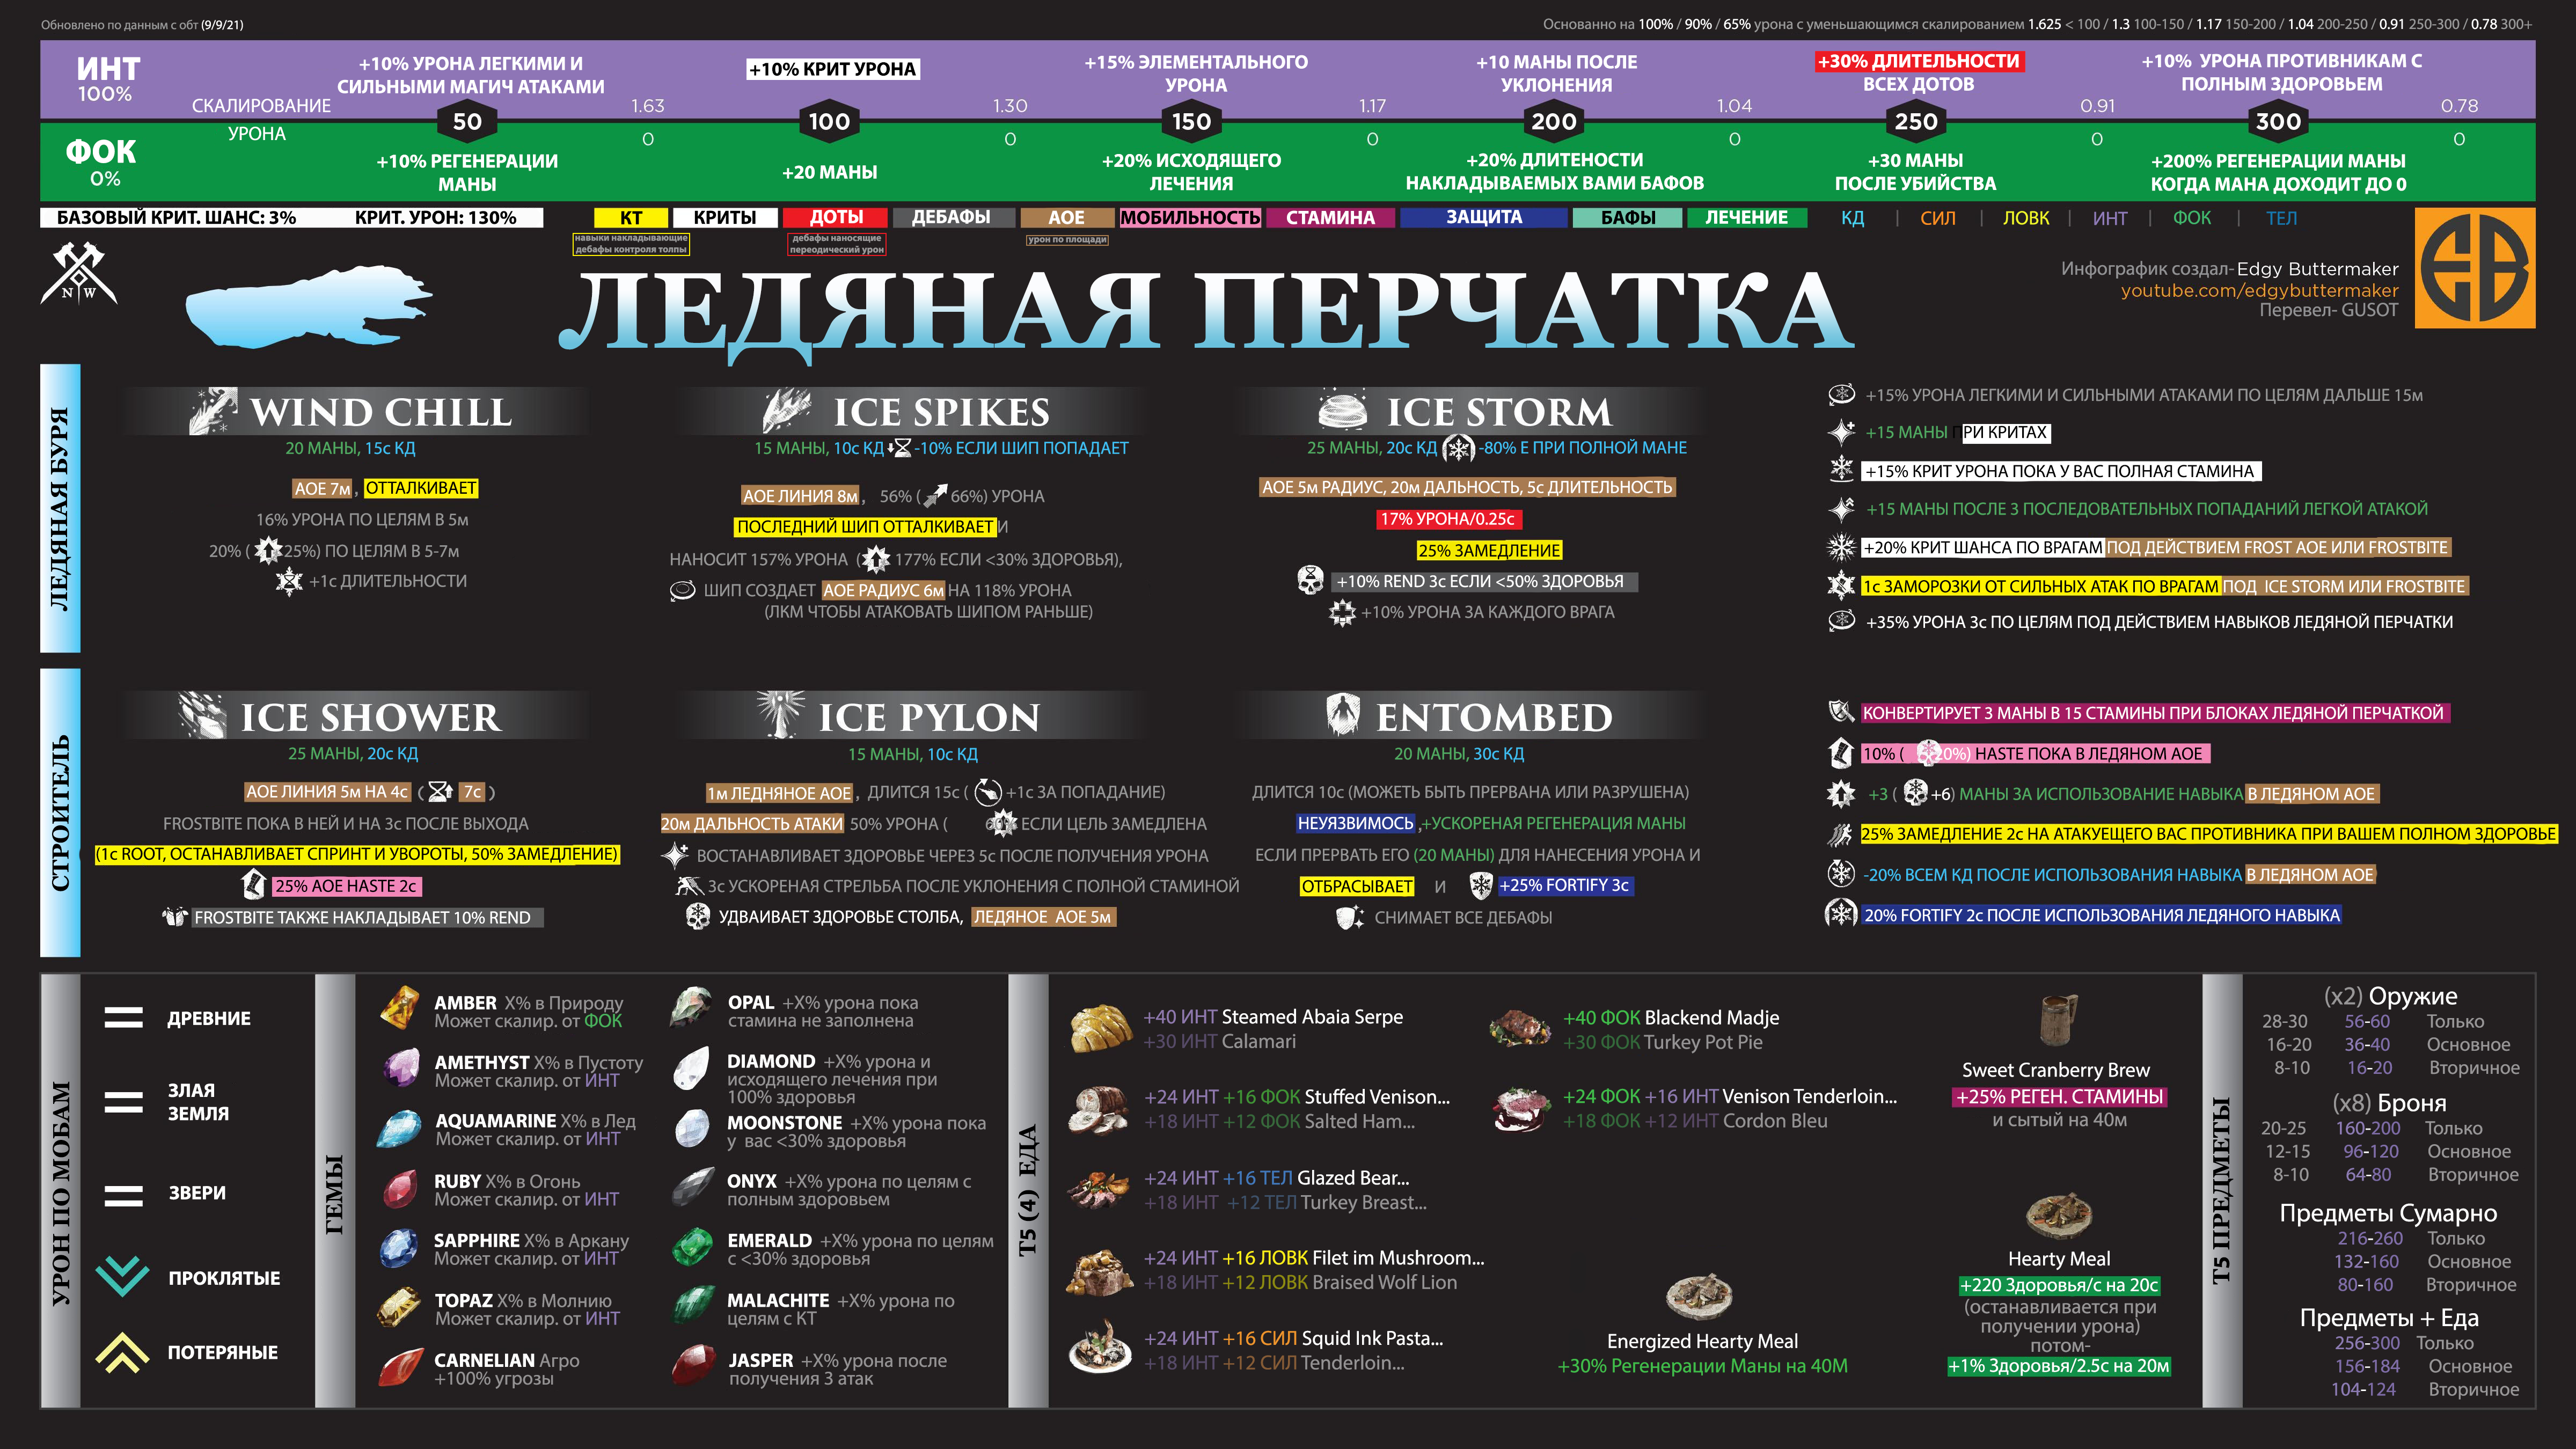 Обновлено по данным с обт (9/9/21)
Основанно на 100% / 90% / 65% урона с уменьшающимся скалированием 1.625 < 100 / 1.3 100-150 / 1.17 150-200 / 1.04 200-250 / 0.91 250-300 / 0.78 300+
ИНТ
100%
+10% УРОНА ЛЕГКИМИ И
СИЛЬНЫМИ МАГИЧ АТАКАМИ
+10% КРИТ УРОНА
+15% ЭЛЕМЕНТАЛЬНОГО
УРОНА
+10 МАНЫ ПОСЛЕ
УКЛОНЕНИЯ
+30% ДЛИТЕЛЬНОСТИ
ВСЕХ ДОТОВ
+10% УРОНА ПРОТИВНИКАМ С
ПОЛНЫМ ЗДОРОВЬЕМ
СКАЛИРОВАНИЕ
УРОНА
1.63 1.30 1.17 1.04 0.91 0.78
50 100 150 200 250 300
0 0 0 0 0 0
ФОК
0%
+10% РЕГЕНЕРАЦИИ
МАНЫ
+20 МАНЫ
+20% ИСХОДЯЩЕГО
ЛЕЧЕНИЯ
+20% ДЛИТЕНОСТИ
НАКЛАДЫВАЕМЫХ ВАМИ БАФОВ
+30 МАНЫ
ПОСЛЕ УБИЙСТВА
+200% РЕГЕНЕРАЦИИ МАНЫ
КОГДА МАНА ДОХОДИТ ДО 0
БАЗОВЫЙ КРИТ. ШАНС: 3% КРИТ. УРОН: 130%
КТ КРИТЫ ДОТЫ ДЕБАФЫ АОЕ МОБИЛЬНОСТЬ СТАМИНА ЗАЩИТА БАФЫ ЛЕЧЕНИЕ КД | СИЛ | ЛОВК | ИНТ | ФОК | ТЕЛ
навыки накладывающие
дебафы контроля толпы
дебафы наносящие
переодический урон
урон по площади
N W
ЛЕДЯНАЯ ПЕРЧАТКА
Инфографик создал- Edgy Buttermaker
youtube.com/edgybuttermaker
Перевел- GUSOT
ЛЕДЯНАЯ БУРЯ
WIND CHILL
20 МАНЫ, 15с КД
АОЕ 7м, ОТТАЛКИВАЕТ
16% УРОНА ПО ЦЕЛЯМ В 5м
20% ( 25%) ПО ЦЕЛЯМ В 5-7м
+1с ДЛИТЕЛЬНОСТИ
ICE SPIKES
15 МАНЫ, 10с КД -10% ЕСЛИ ШИП ПОПАДАЕТ
АОЕ ЛИНИЯ 8м, 56% ( 66%) УРОНА
ПОСЛЕДНИЙ ШИП ОТТАЛКИВАЕТ И
НАНОСИТ 157% УРОНА ( 177% ЕСЛИ <30% ЗДОРОВЬЯ),
ШИП СОЗДАЕТ АОЕ РАДИУС 6м НА 118% УРОНА
(ЛКМ ЧТОБЫ АТАКОВАТЬ ШИПОМ РАНЬШЕ)
ICE STORM
25 МАНЫ, 20с КД -80% Е ПРИ ПОЛНОЙ МАНЕ
АОЕ 5м РАДИУС, 20м ДАЛЬНОСТЬ, 5с ДЛИТЕЛЬНОСТЬ
17% УРОНА/0.25с
25% ЗАМЕДЛЕНИЕ
+10% REND 3с ЕСЛИ <50% ЗДОРОВЬЯ
+10% УРОНА ЗА КАЖДОГО ВРАГА
+15% УРОНА ЛЕГКИМИ И СИЛЬНЫМИ АТАКАМИ ПО ЦЕЛЯМ ДАЛЬШЕ 15м
+15 МАНЫ ПРИ КРИТАХ
+15% КРИТ УРОНА ПОКА У ВАС ПОЛНАЯ СТАМИНА
+15 МАНЫ ПОСЛЕ 3 ПОСЛЕДОВАТЕЛЬНЫХ ПОПАДАНИЙ ЛЕГКОЙ АТАКОЙ
+20% КРИТ ШАНСА ПО ВРАГАМ ПОД ДЕЙСТВИЕМ FROST АОЕ ИЛИ FROSTBITE
1с ЗАМОРОЗКИ ОТ СИЛЬНЫХ АТАК ПО ВРАГАМ ПОД ICE STORM ИЛИ FROSTBITE
+35% УРОНА 3с ПО ЦЕЛЯМ ПОД ДЕЙСТВИЕМ НАВЫКОВ ЛЕДЯНОЙ ПЕРЧАТКИ
СТРОИТЕЛЬ
ICE SHOWER
25 МАНЫ, 20с КД
АОЕ ЛИНИЯ 5м НА 4с ( 7с )
FROSTBITE ПОКА В НЕЙ И НА 3с ПОСЛЕ ВЫХОДА
(1с ROOT, ОСТАНАВЛИВАЕТ СПРИНТ И УВОРОТЫ, 50% ЗАМЕДЛЕНИЕ)
25% АОЕ HASTE 2с
FROSTBITE ТАКЖЕ НАКЛАДЫВАЕТ 10% REND
ICE PYLON
15 МАНЫ, 10с КД
1м ЛЕДНЯНОЕ АОЕ, ДЛИТСЯ 15с ( +1с ЗА ПОПАДАНИЕ)
20м ДАЛЬНОСТЬ АТАКИ 50% УРОНА ( ЕСЛИ ЦЕЛЬ ЗАМЕДЛЕНА
ВОСТАНАВЛИВАЕТ ЗДОРОВЬЕ ЧЕРЕЗ 5с ПОСЛЕ ПОЛУЧЕНИЯ УРОНА
3с УСКОРЕНАЯ СТРЕЛЬБА ПОСЛЕ УКЛОНЕНИЯ С ПОЛНОЙ СТАМИНОЙ
УДВАИВАЕТ ЗДОРОВЬЕ СТОЛБА, ЛЕДЯНОЕ АОЕ 5м
ENTOMBED
20 МАНЫ, 30с КД
ДЛИТСЯ 10с (МОЖЕТЬ БЫТЬ ПРЕРВАНА ИЛИ РАЗРУШЕНА)
НЕУЯЗВИМОСЬ ,+УСКОРЕНАЯ РЕГЕНЕРАЦИЯ МАНЫ
ЕСЛИ ПРЕРВАТЬ ЕГО (20 МАНЫ) ДЛЯ НАНЕСЕНИЯ УРОНА И
ОТБРАСЫВАЕТ И +25% FORTIFY 3с
СНИМАЕТ ВСЕ ДЕБАФЫ
КОНВЕРТИРУЕТ 3 МАНЫ В 15 СТАМИНЫ ПРИ БЛОКАХ ЛЕДЯНОЙ ПЕРЧАТКОЙ
10% ( 20%) HASTE ПОКА В ЛЕДЯНОМ АОЕ
+3 ( +6) МАНЫ ЗА ИСПОЛЬЗОВАНИЕ НАВЫКА В ЛЕДЯНОМ АОЕ
25% ЗАМЕДЛЕНИЕ 2с НА АТАКУЕЩЕГО ВАС ПРОТИВНИКА ПРИ ВАШЕМ ПОЛНОМ ЗДОРОВЬЕ
-20% ВСЕМ КД ПОСЛЕ ИСПОЛЬЗОВАНИЯ НАВЫКА В ЛЕДЯНОМ АОЕ
20% FORTIFY 2с ПОСЛЕ ИСПОЛЬЗОВАНИЯ ЛЕДЯНОГО НАВЫКА
УРОН ПО МОБАМ
ДРЕВНИЕ
ЗЛАЯ
ЗЕМЛЯ
ЗВЕРИ
ПРОКЛЯТЫЕ
ПОТЕРЯНЫЕ
ГЕМЫ
AMBER X% в Природу
Может скалир. от ФОК
AMETHYST X% в Пустоту
Может скалир. от ИНТ
AQUAMARINE X% в Лед
Может скалир. от ИНТ
RUBY X% в Огонь
Может скалир. от ИНТ
SAPPHIRE X% в Аркану
Может скалир. от ИНТ
TOPAZ X% в Молнию
Может скалир. от ИНТ
CARNELIAN Агро
+100% угрозы
OPAL +X% урона пока
стамина не заполнена
DIAMOND +X% урона и
исходящего лечения при
100% здоровья
MOONSTONE +X% урона пока
у вас <30% здоровья
ONYX +X% урона по целям с
полным здоровьем
EMERALD +X% урона по целям
с <30% здоровья
MALACHITE +X% урона по
целям с КТ
JASPER +X% урона после
получения 3 атак
T5 (4) ЕДА
+40 ИНТ Steamed Abaia Serpe
+30 ИНТ Calamari
+24 ИНТ +16 ФОК Stuffed Venison...
+18 ИНТ +12 ФОК Salted Ham...
+24 ИНТ +16 ТЕЛ Glazed Bear...
+18 ИНТ +12 ТЕЛ Turkey Breast...
+24 ИНТ +16 ЛОВК Filet im Mushroom...
+18 ИНТ +12 ЛОВК Braised Wolf Lion
+24 ИНТ +16 СИЛ Squid Ink Pasta...
+18 ИНТ +12 СИЛ Tenderloin...
+40 ФОК Blackend Madje
+30 ФОК Turkey Pot Pie
+24 ФОК +16 ИНТ Venison Tenderloin...
+18 ФОК +12 ИНТ Cordon Bleu
Energized Hearty Meal
+30% Регенерации Маны на 40М
Sweet Cranberry Brew
+25% РЕГЕН. СТАМИНЫ
и сытый на 40м
Hearty Meal
+220 Здоровья/с на 20с
(останавливается при
получении урона)
потом-
+1% Здоровья/2.5с на 20м
T5 ПРЕДМЕТЫ
(x2) Оружие
28-30 56-60 Только
16-20 36-40 Основное
8-10 16-20 Вторичное
(x8) Броня
20-25 160-200 Только
12-15 96-120 Основное
8-10 64-80 Вторичное
Предметы Сумарно
216-260 Только
132-160 Основное
80-160 Вторичное
Предметы + Еда
256-300 Только
156-184 Основное
104-124 Вторичное